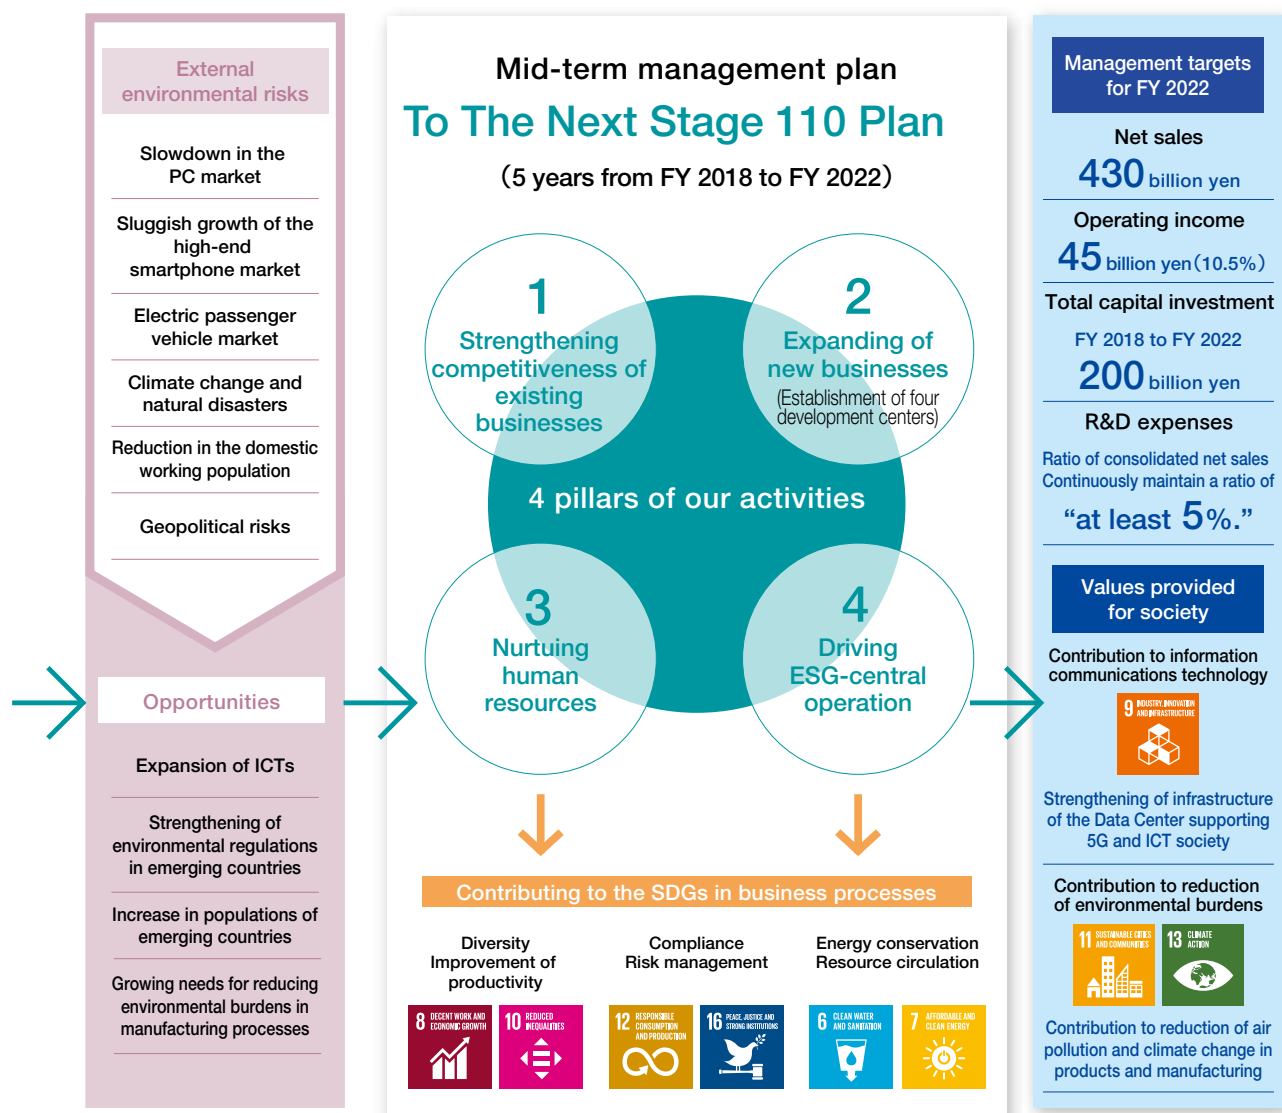 External
environmental risks
Slowdown in the
PC market
Sluggish growth of the
high-end
smartphone market
Electric passenger
vehicle market
Climate change and
natural disasters
Reduction in the domestic
working population
Geopolitical risks
Opportunities
Expansion of ICTs
Strengthening of
environmental regulations
in emerging countries
Increase in populations of
emerging countries
Growing needs for reducing
environmental burdens in
manufacturing processes
Mid-term management plan
To The Next Stage 110 Plan
(5 years from FY 2018 to FY 2022)
1
Strengthening
competitiveness of
existing
businesses
2
Expanding of
new businesses
(Establishment of four
development centers)
4 pillars of our activities
3
Nurtuing
human
resources
4
Driving
ESG-central
operation
Contributing to the SDGs in business processes
Diversity
Improvement of
productivity
8 DECENT WORK AND
ECONOMIC GROWTH
10 REDUCED
INEQUALITIES
Compliance
Risk management
12 RESPONSIBLE
CONSUMPTION
AND PRODUCTION
16 PEACE, JUSTICE AND
STRONG INSTITUTIONS
Energy conservation
Resource circulation
6 CLEAN WATER
AND SANITATION
7 AFFORDABLE AND
CLEAN ENERGY
Management targets
for FY 2022
Net sales
430 billion yen
Operating income
45 billion yen(10.5%)
Total capital investment
FY 2018 to FY 2022
200 billion yen
R&D expenses
Ratio of consolidated net sales
Continuously maintain a ratio of
“at least 5%.”
Values provided
for society
Contribution to information
communications technology
9 INDUSTRY, INNOVATION
AND INFRASTRUCTURE
Strengthening of infrastructure
of the Data Center supporting
5G and ICT society
Contribution to reduction
of environmental burdens
11 SUSTAINABLE CITIES
AND COMMUNITIES
13 CLIMATE
ACTION
Contribution to reduction of air
pollution and climate change in
products and manufacturing